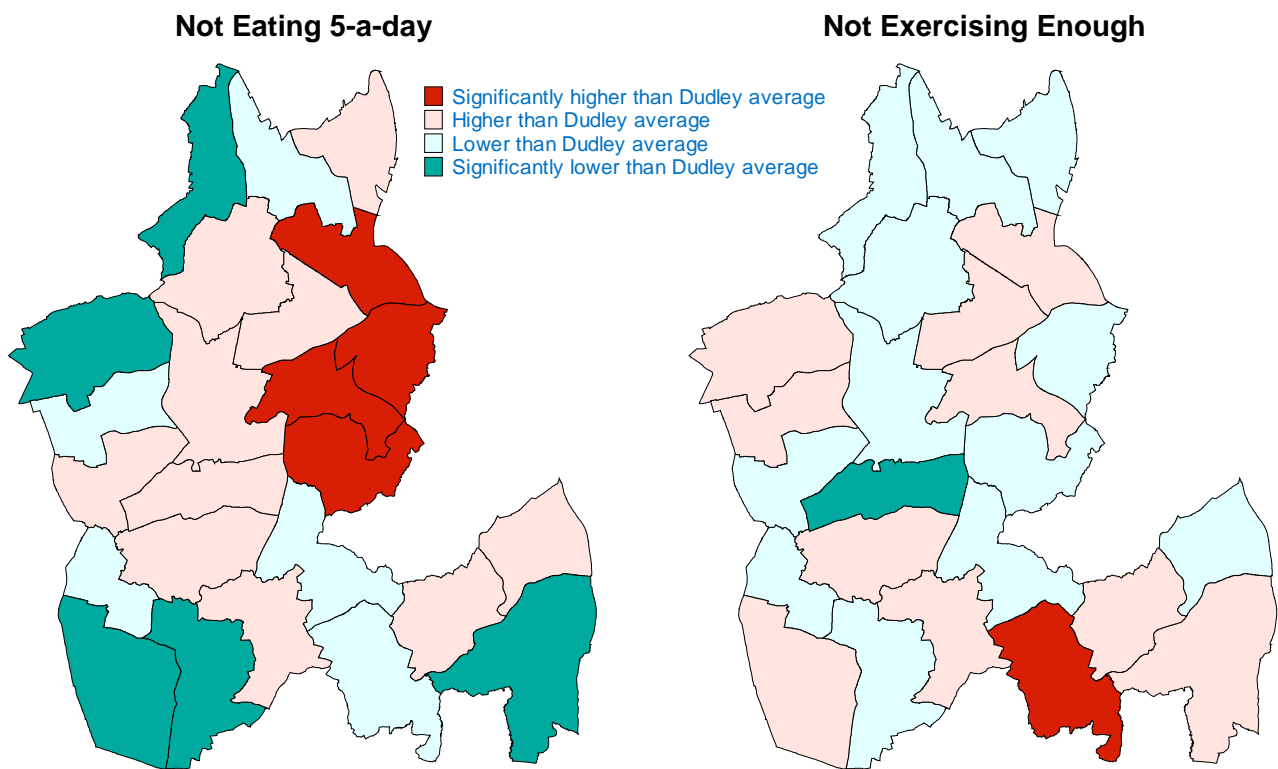 Not Eating 5-a-day
Not Exercising Enough
Significantly higher than Dudley average
Higher than Dudley average
Lower than Dudley average
Significantly lower than Dudley average